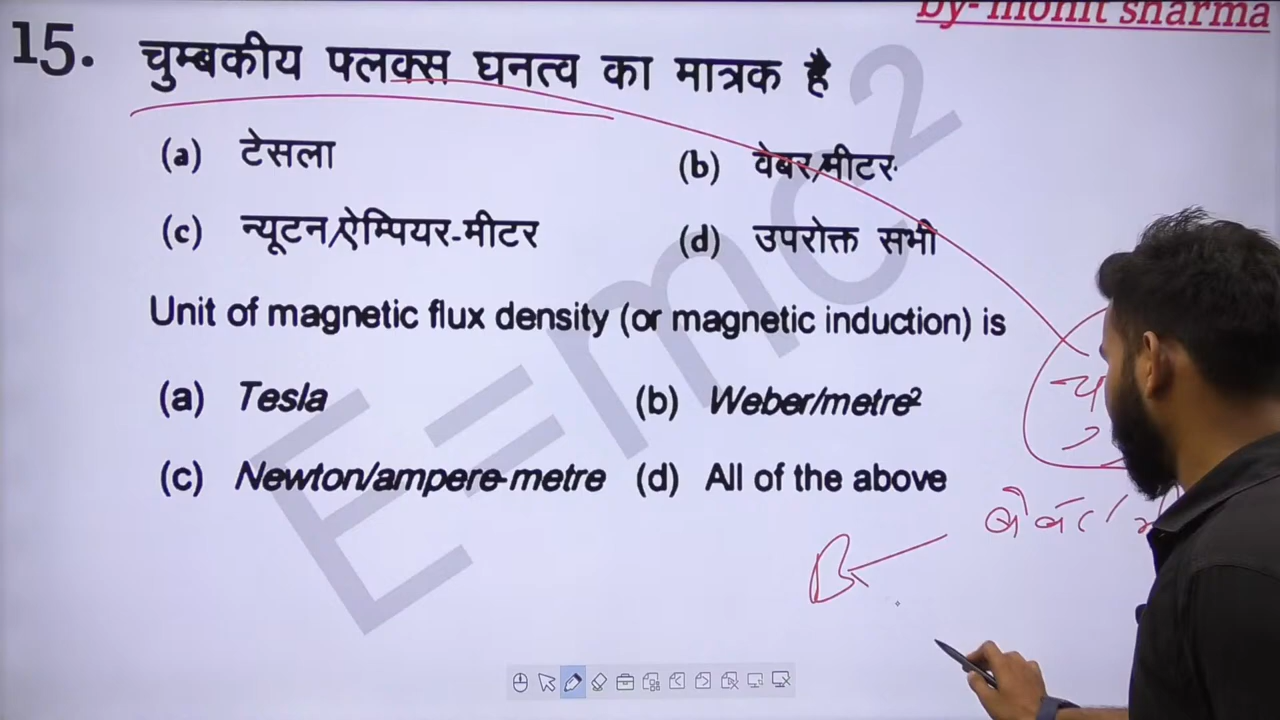 by- mohit sharma
15. चुम्बकीय फ्लक्स घनत्व का मात्रक है
(a) टेसला (b) वेबर/मीटर
(c) न्यूटन/ऐम्पियर-मीटर (d) उपरोक्त सभी
Unit of magnetic flux density (or magnetic induction) is
(a) Tesla (b) Weber/metre²
(c) Newton/ampere-metre (d) All of the above
B
E=mc²